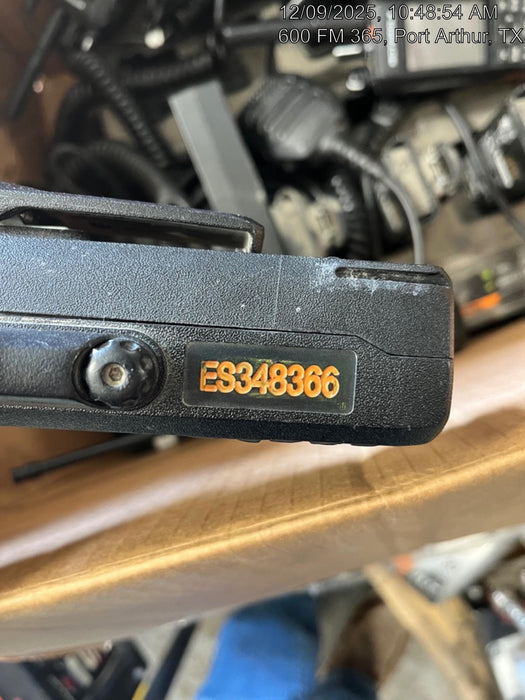 12/09/2025, 10:48:54 AM
600 FM 365, Port Arthur, TX
ES348366